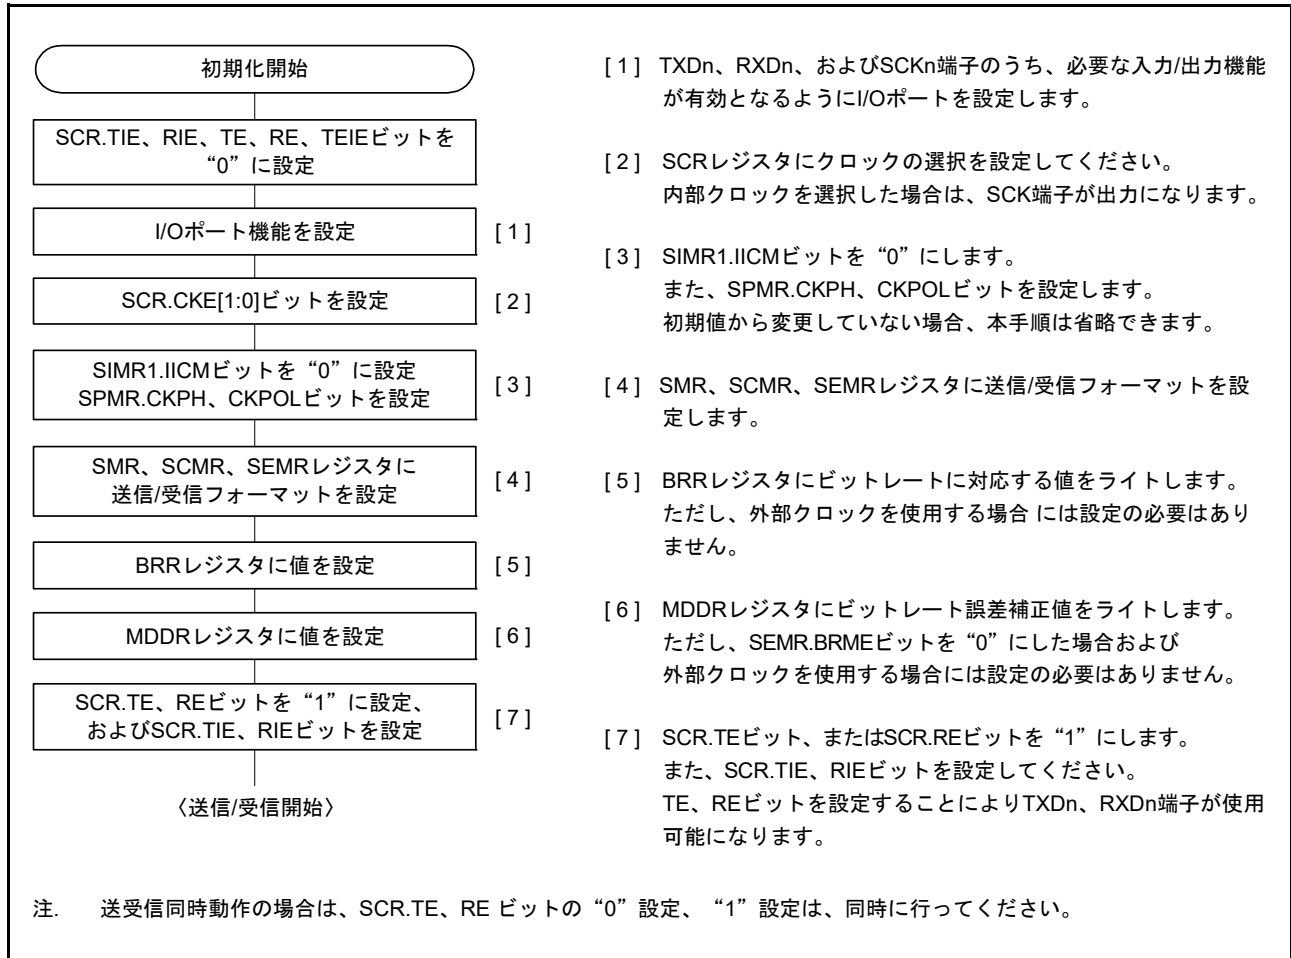 初期化開始
SCR.TIE、RIE、TE、RE、TEIEビットを
“0”に設定
I/Oポート機能を設定
[1]
SCR.CKE[1:0]ビットを設定
[2]
SIMR1.IICMビットを“0”に設定
SPMR.CKPH、CKPOLビットを設定
[3]
SMR、SCMR、SEMRレジスタに
送信/受信フォーマットを設定
[4]
BRRレジスタに値を設定
[5]
MDDRレジスタに値を設定
[6]
SCR.TE、REビットを“1”に設定、
およびSCR.TIE、RIEビットを設定
[7]
〈送信/受信開始〉
[1] TXDn、RXDn、およびSCKn端子のうち、必要な入力/出力機能
が有効となるようにI/Oポートを設定します。
[2] SCRレジスタにクロックの選択を設定してください。
内部クロックを選択した場合は、SCK端子が出力になります。
[3] SIMR1.IICMビットを“0”にします。
また、SPMR.CKPH、CKPOLビットを設定します。
初期値から変更していない場合、本手順は省略できます。
[4] SMR、SCMR、SEMRレジスタに送信/受信フォーマットを設
定します。
[5] BRRレジスタにビットレートに対応する値をライトします。
ただし、外部クロックを使用する場合 には設定の必要はあり
ません。
[6] MDDRレジスタにビットレート誤差補正値をライトします。
ただし、SEMR.BRMEビットを“0”にした場合および
外部クロックを使用する場合には設定の必要はありません。
[7] SCR.TEビット、またはSCR.REビットを“1”にします。
また、SCR.TIE、RIEビットを設定してください。
TE、REビットを設定することによりTXDn、RXDn端子が使用
可能になります。
注. 送受信同時動作の場合は、SCR.TE、RE ビットの“0”設定、“1”設定は、同時に行ってください。